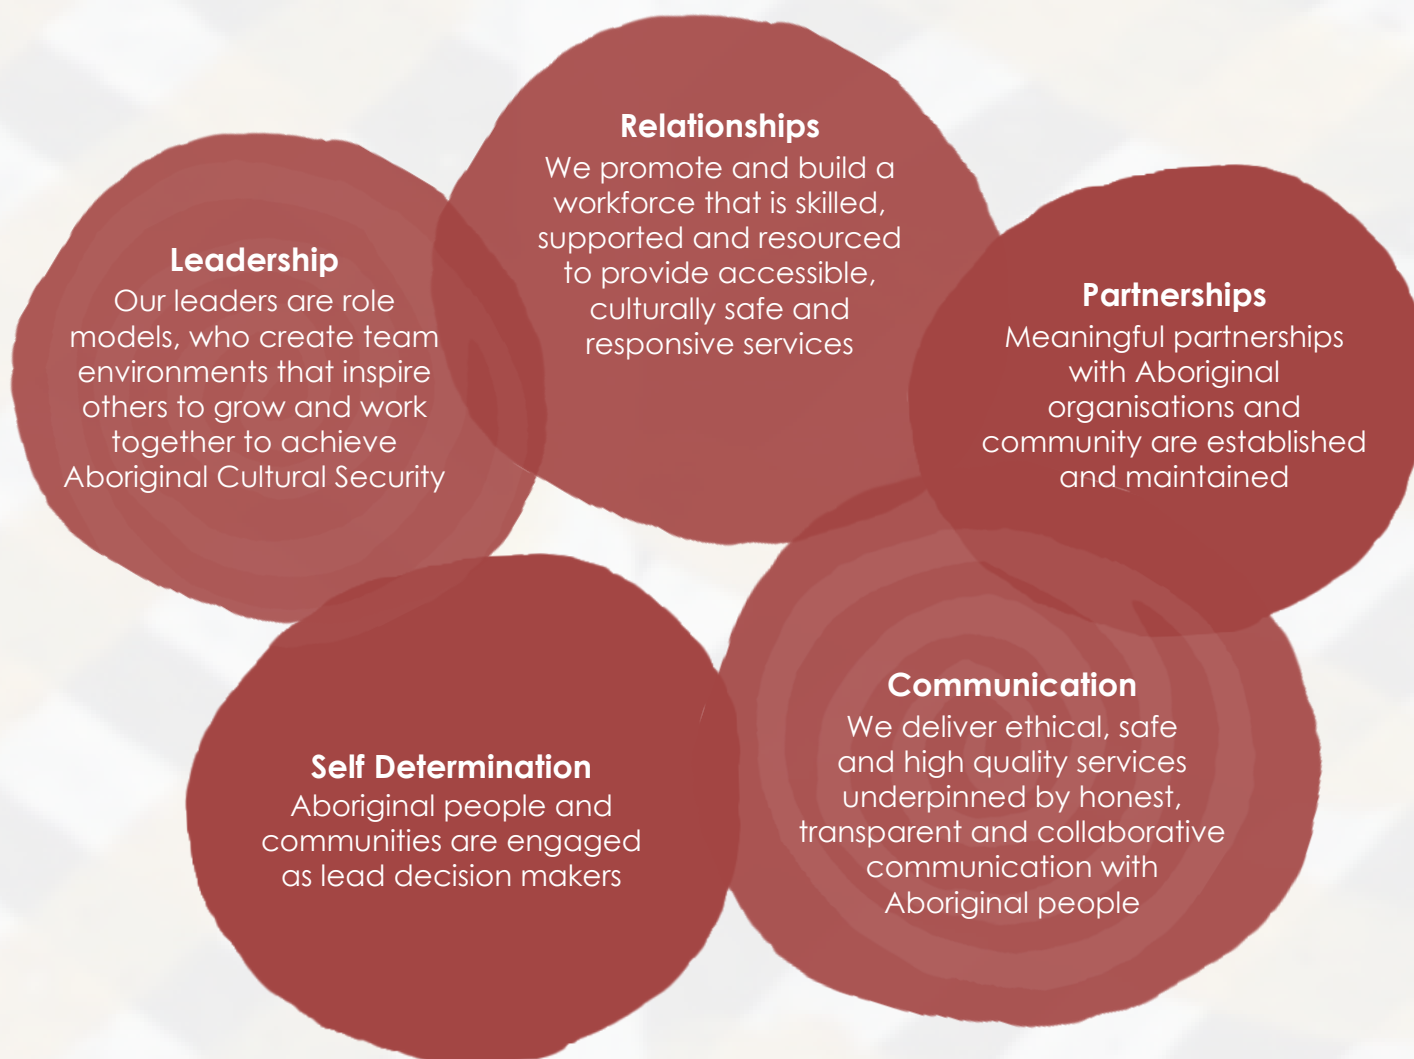 Relationships
We promote and build a
workforce that is skilled,
supported and resourced
to provide accessible,
culturally safe and
responsive services
Leadership
Our leaders are role
models, who create team
environments that inspire
others to grow and work
together to achieve
Aboriginal Cultural Security
Partnerships
Meaningful partnerships
with Aboriginal
organisations and
community are established
and maintained
Self Determination
Aboriginal people and
communities are engaged
as lead decision makers
Communication
We deliver ethical, safe
and high quality services
underpinned by honest,
transparent and collaborative
communication with
Aboriginal people